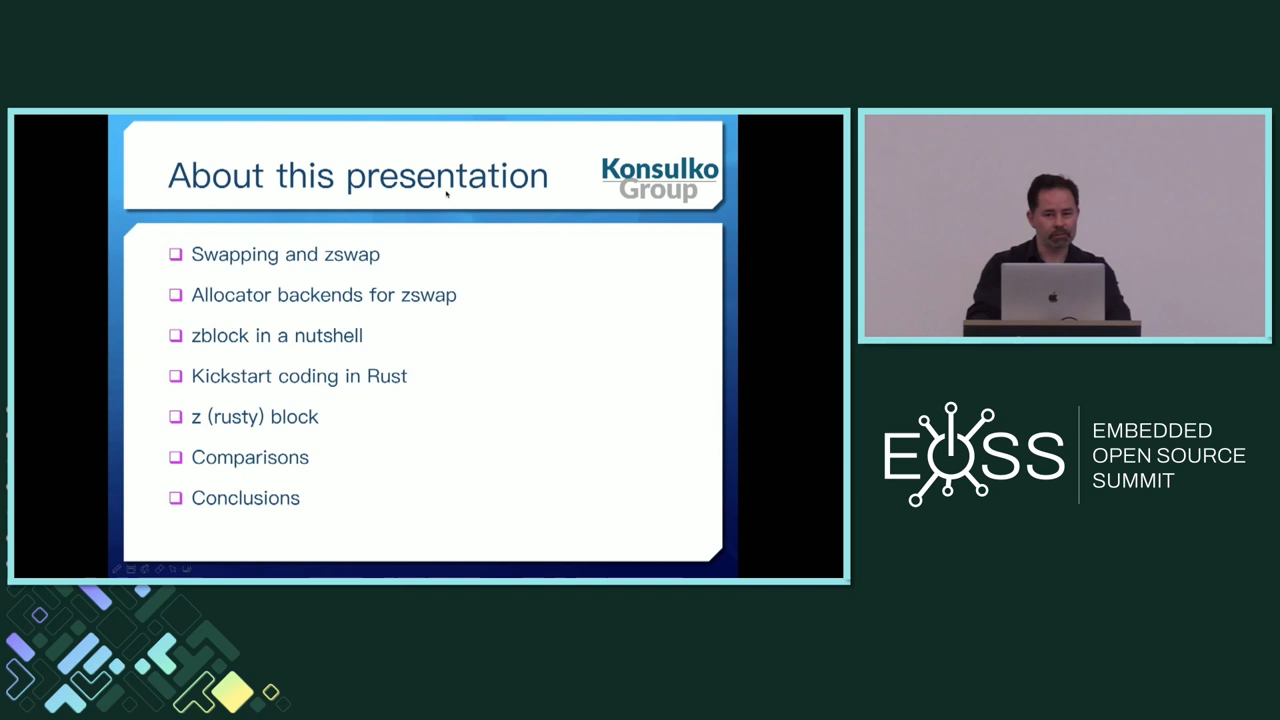 About this presentation
Konsulko
Group
Swapping and zswap
Allocator backends for zswap
zblock in a nutshell
Kickstart coding in Rust
z (rusty) block
Comparisons
Conclusions
EOSS
EMBEDDED
OPEN SOURCE
SUMMIT